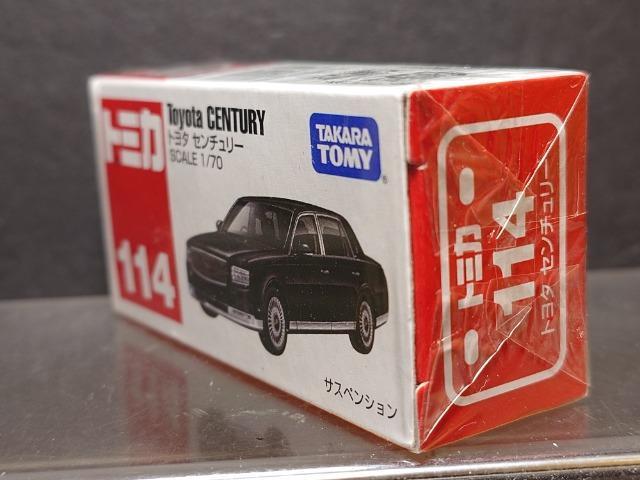 トミカ
114
Toyota CENTURY
トヨタ センチュリー
SCALE 1/70
TAKARA
TOMY
®
サスペンション
トミカ
114
トヨタ センチュリー